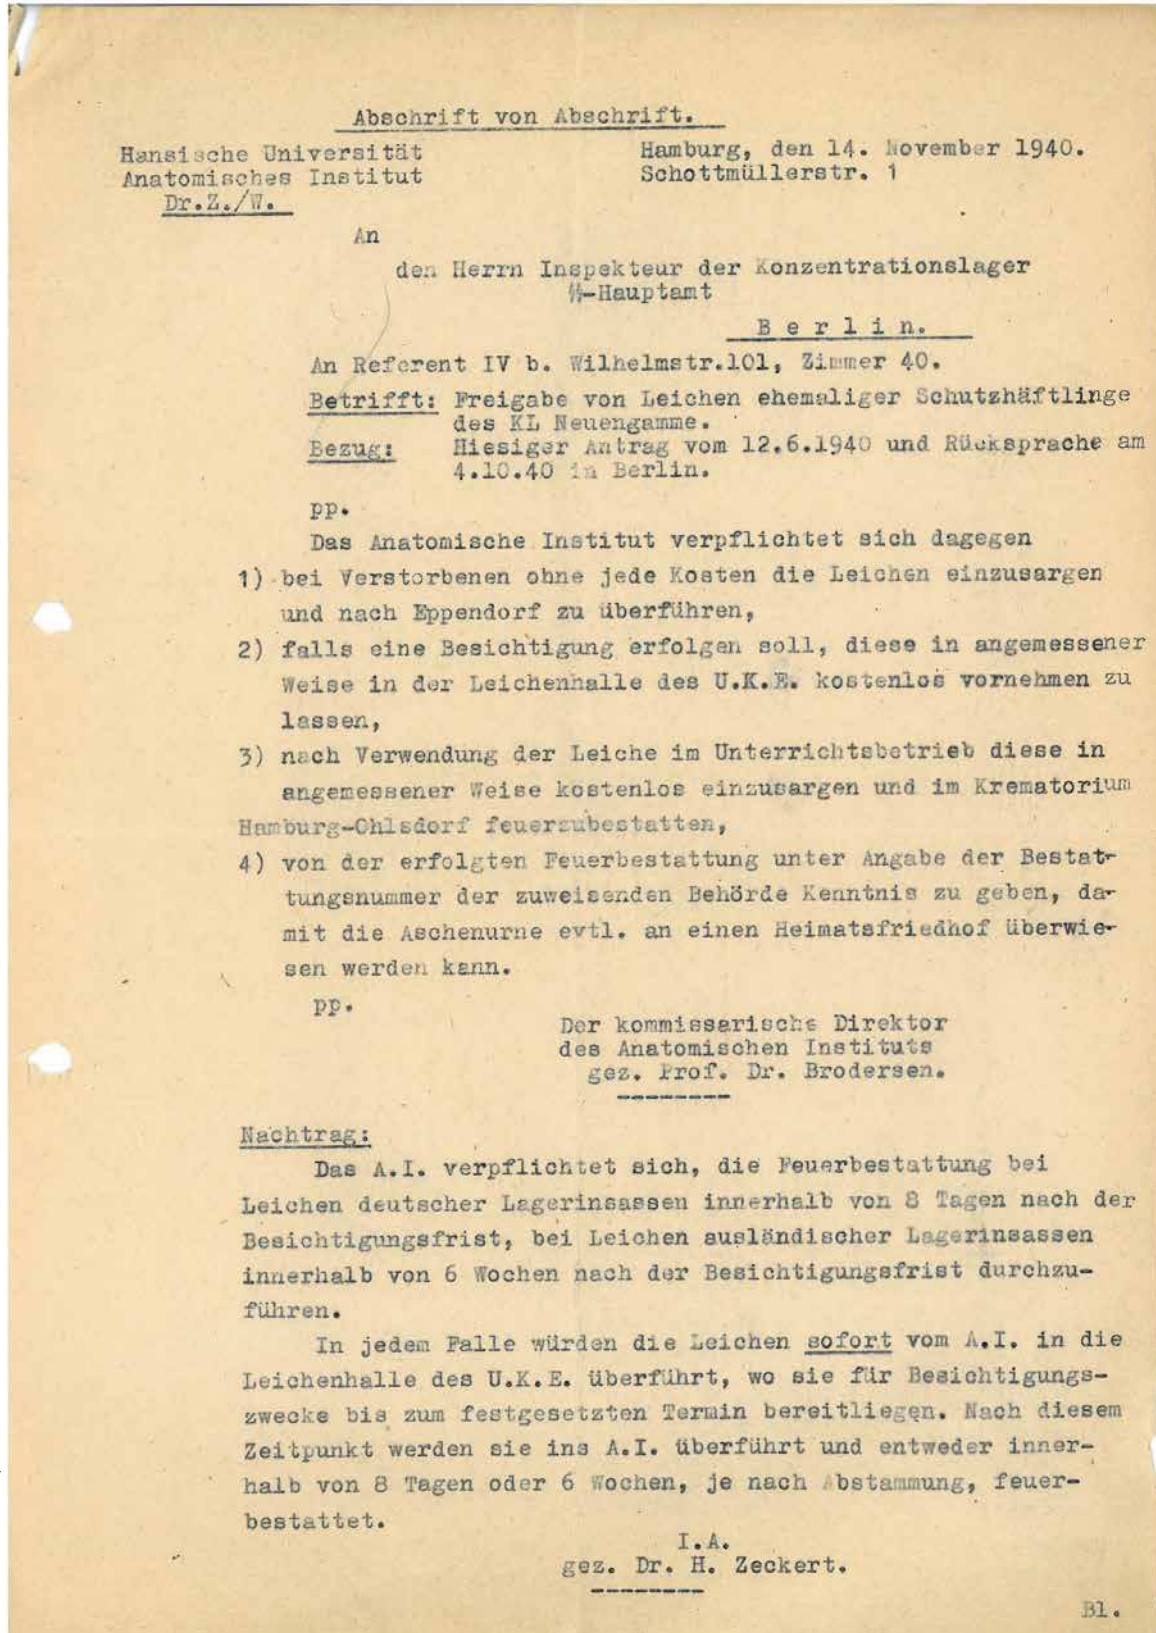 Abschrift von Abschrift.
Hansische Universität
Anatomisches Institut
Dr.Z./W.
Hamburg, den 14. November 1940.
Schottmüllerstr. 1
An
den Herrn Inspekteur der Konzentrationslager
SS-Hauptamt
B e r l i n.
An Referent IV b. Wilhelmstr.101, Zimmer 40.
Betrifft: Freigabe von Leichen ehemaliger Schutzhäftlinge
des KL Neuengamme.
Bezug: Hiesiger Antrag vom 12.6.1940 und Rücksprache am
4.10.40 in Berlin.
pp.
Das Anatomische Institut verpflichtet sich dagegen
1) bei Verstorbenen ohne jede Kosten die Leichen einzusargen
und nach Eppendorf zu überführen,
2) falls eine Besichtigung erfolgen soll, diese in angemessener
Weise in der Leichenhalle des U.K.E. kostenlos vornehmen zu
lassen,
3) nach Verwendung der Leiche im Unterrichtsbetrieb diese in
angemessener Weise kostenlos einzusargen und im Krematorium
Hamburg-Ohlsdorf feuerzubestatten,
4) von der erfolgten Feuerbestattung unter Angabe der Bestat-
tungsnummer der zuweisenden Behörde Kenntnis zu geben, da-
mit die Aschenurne evtl. an einen Heimatsfriedhof überwie-
sen werden kann.
pp.
Der kommissarische Direktor
des Anatomischen Instituts
gez. Prof. Dr. Brodersen.
---------
Nachtrag:
Das A.I. verpflichtet sich, die Feuerbestattung bei
Leichen deutscher Lagerinsassen innerhalb von 8 Tagen nach der
Besichtigungsfrist, bei Leichen ausländischer Lagerinsassen
innerhalb von 6 Wochen nach der Besichtigungsfrist durchzu-
führen.
In jedem Falle würden die Leichen sofort vom A.I. in die
Leichenhalle des U.K.E. überführt, wo sie für Besichtigungs-
zwecke bis zum festgesetzten Termin bereitliegen. Nach diesem
Zeitpunkt werden sie ins A.I. überführt und entweder inner-
halb von 8 Tagen oder 6 Wochen, je nach Abstammung, feuer-
bestattet.
I.A.
gez. Dr. H. Zeckert.
---------
Bl.